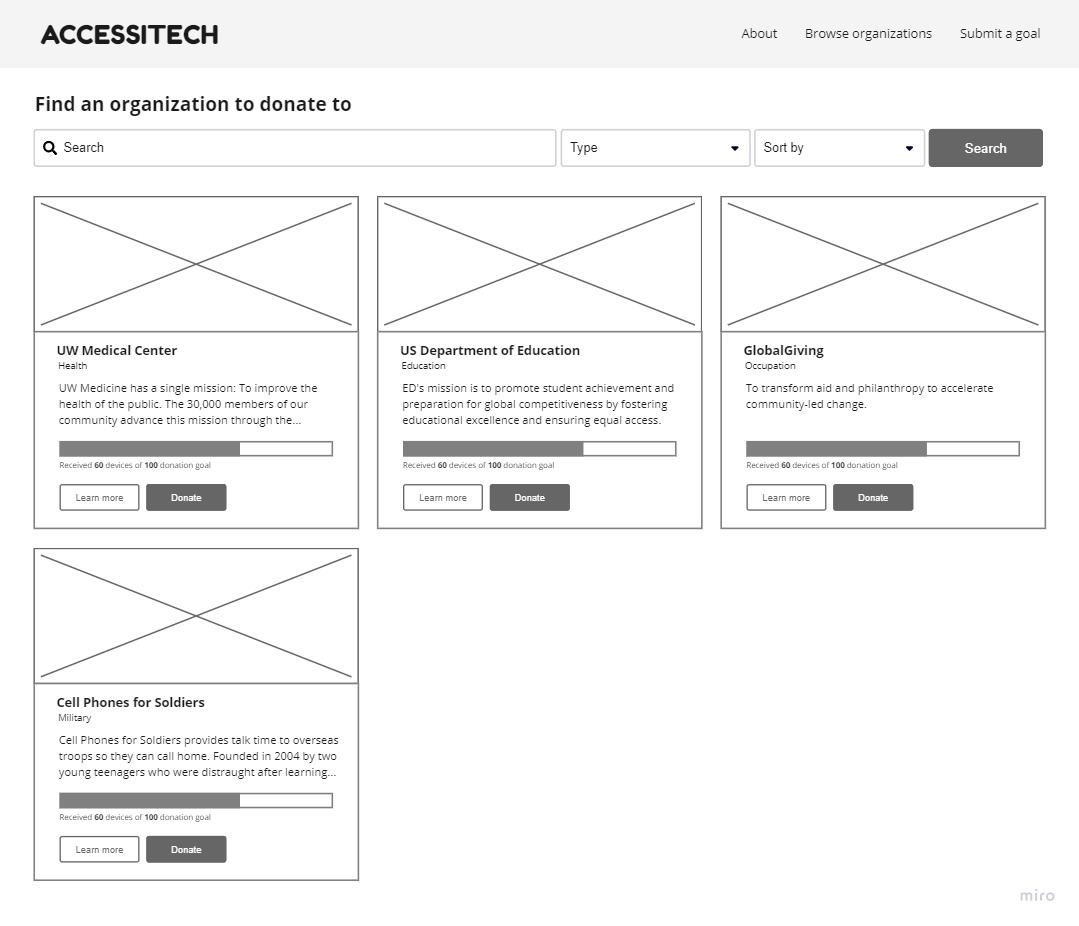 ACCESSITECH
About
Browse organizations
Submit a goal
Find an organization to donate to
Search
Type
Sort by
Search
UW Medical Center
Health
UW Medicine has a single mission: To improve the
health of the public. The 30,000 members of our
community advance this mission through the...
Received 60 devices of 100 donation goal
Learn more
Donate
US Department of Education
Education
ED's mission is to promote student achievement and
preparation for global competitiveness by fostering
educational excellence and ensuring equal access.
Received 60 devices of 100 donation goal
Learn more
Donate
GlobalGiving
Occupation
To transform aid and philanthropy to accelerate
community-led change.
Received 60 devices of 100 donation goal
Learn more
Donate
Cell Phones for Soldiers
Military
Cell Phones for Soldiers provides talk time to overseas
troops so they can call home. Founded in 2004 by two
young teenagers who were distraught after learning...
Received 60 devices of 100 donation goal
Learn more
Donate
miro